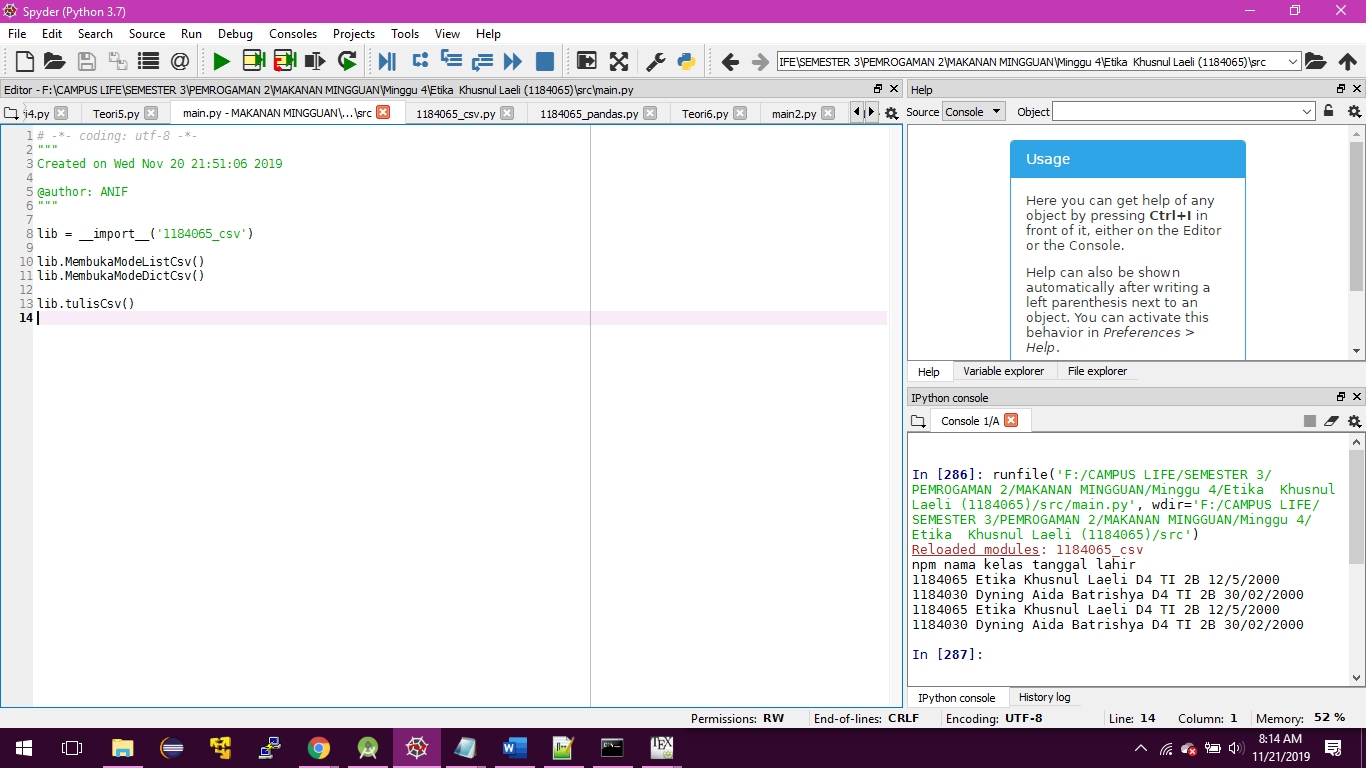 Spyder (Python 3.7)
File Edit Search Source Run Debug Consoles Projects Tools View Help
IFE\SEMESTER 3\PEMROGAMAN 2\MAKANAN MINGGUAN\Minggu 4\Etika Khusnul Laeli (1184065)\src
Editor - F:\CAMPUS LIFE\SEMESTER 3\PEMROGAMAN 2\MAKANAN MINGGUAN\Minggu 4\Etika Khusnul Laeli (1184065)\src\main.py
i4.py Teori5.py main.py - MAKANAN MINGGUAN\...\src 1184065_csv.py 1184065_pandas.py Teori6.py main2.py
1 # -*- coding: utf-8 -*-
2 """
3 Created on Wed Nov 20 21:51:06 2019
4
5 @author: ANIF
6 """
7
8 lib = __import__('1184065_csv')
9
10 lib.MembukaModeListCsv()
11 lib.MembukaModeDictCsv()
12
13 lib.tulisCsv()
14
Help
Source Console Object
Usage
Here you can get help of any
object by pressing Ctrl+I in
front of it, either on the Editor
or the Console.
Help can also be shown
automatically after writing a
left parenthesis next to an
object. You can activate this
behavior in Preferences >
Help.
Help Variable explorer File explorer
IPython console
Console 1/A
In [286]: runfile('F:/CAMPUS LIFE/SEMESTER 3/
PEMROGAMAN 2/MAKANAN MINGGUAN/Minggu 4/Etika  Khusnul
Laeli (1184065)/src/main.py', wdir='F:/CAMPUS LIFE/
SEMESTER 3/PEMROGAMAN 2/MAKANAN MINGGUAN/Minggu 4/
Etika  Khusnul Laeli (1184065)/src')
Reloaded modules: 1184065_csv
npm nama kelas tanggal lahir
1184065 Etika Khusnul Laeli D4 TI 2B 12/5/2000
1184030 Dyning Aida Batrishya D4 TI 2B 30/02/2000
1184065 Etika Khusnul Laeli D4 TI 2B 12/5/2000
1184030 Dyning Aida Batrishya D4 TI 2B 30/02/2000
In [287]:
IPython console History log
Permissions: RW End-of-lines: CRLF Encoding: UTF-8 Line: 14 Column: 1 Memory: 52 %
8:14 AM
11/21/2019